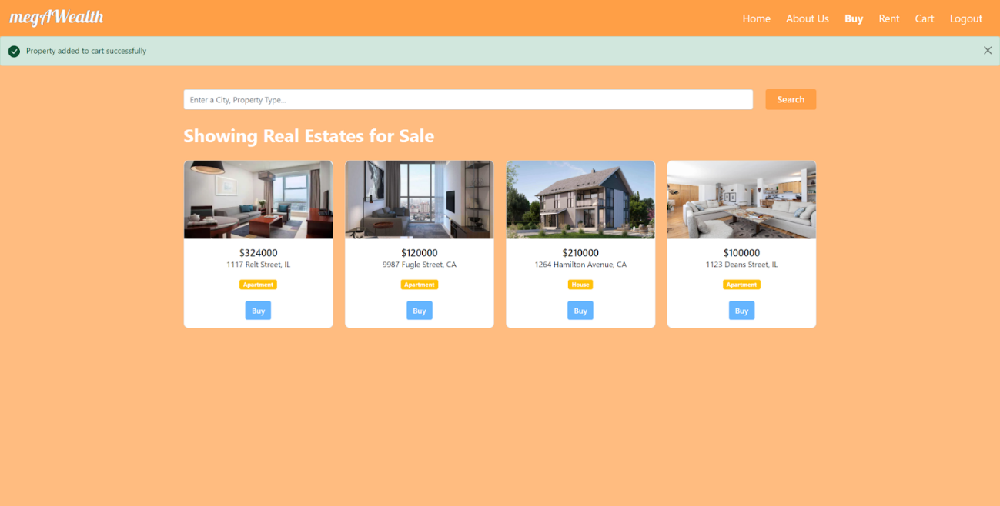 megAWealth
Home About Us Buy Rent Cart Logout
Property added to cart successfully
Enter a City, Property Type...
Search
Showing Real Estates for Sale
$324000
1117 Relt Street, IL
Apartment
Buy
$120000
9987 Fugle Street, CA
Apartment
Buy
$210000
1264 Hamilton Avenue, CA
House
Buy
$100000
1123 Deans Street, IL
Apartment
Buy